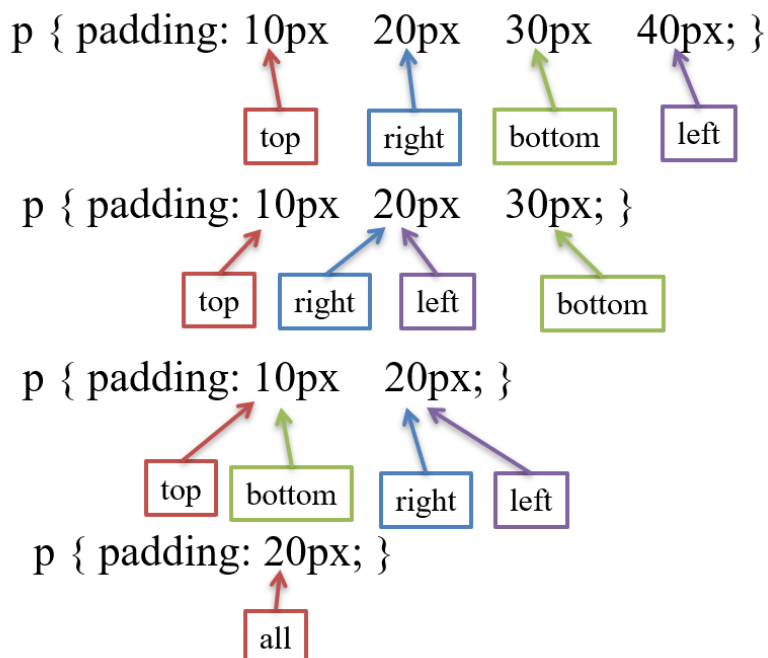 p { padding: 10px 20px 30px 40px; }
top right bottom left
p { padding: 10px 20px 30px; }
top right left bottom
p { padding: 10px 20px; }
top bottom right left
p { padding: 20px; }
all